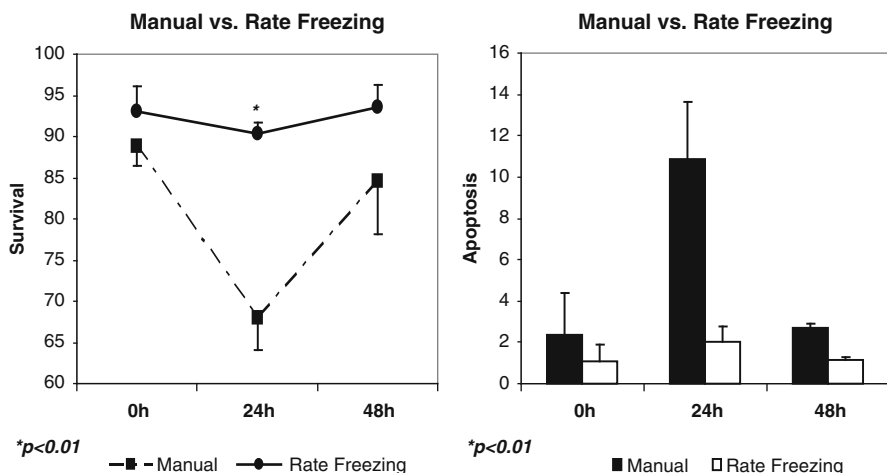 Manual vs. Rate Freezing
100
95
90
85
80
75
70
65
60
Survival
*
0h 24h 48h
*p<0.01
Manual Rate Freezing
Manual vs. Rate Freezing
16
14
12
10
8
6
4
2
0
Apoptosis
0h 24h 48h
*p<0.01
Manual Rate Freezing